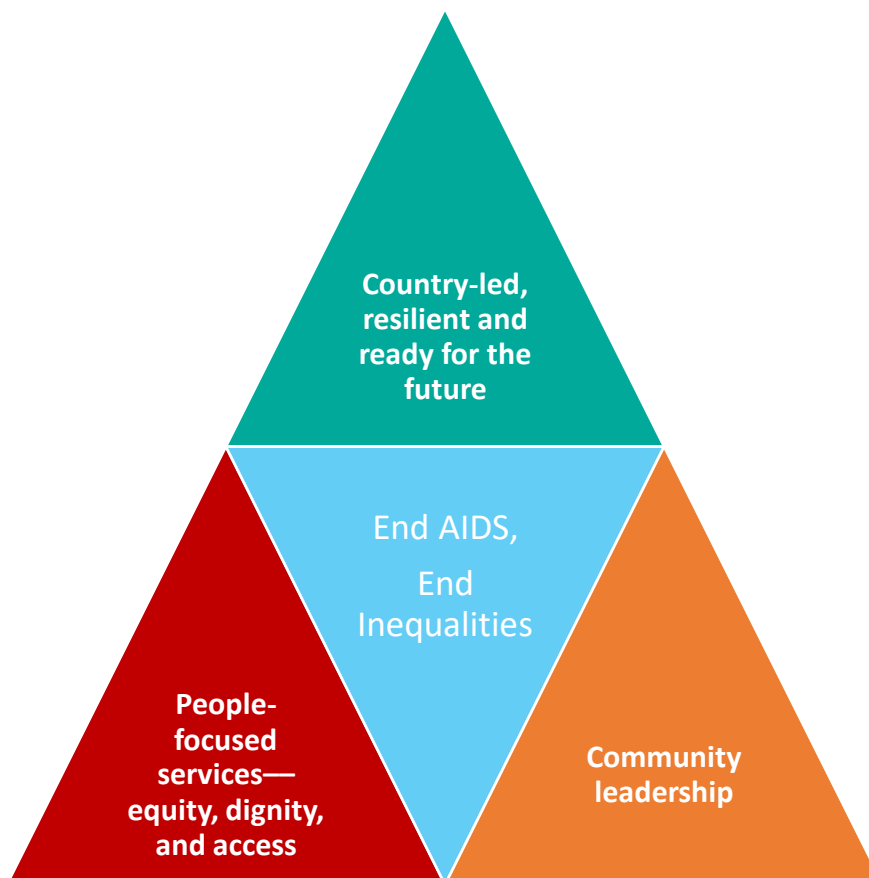 Country-led,
resilient and
ready for the
future
End AIDS,
End
Inequalities
People-
focused
services—
equity, dignity,
and access
Community
leadership